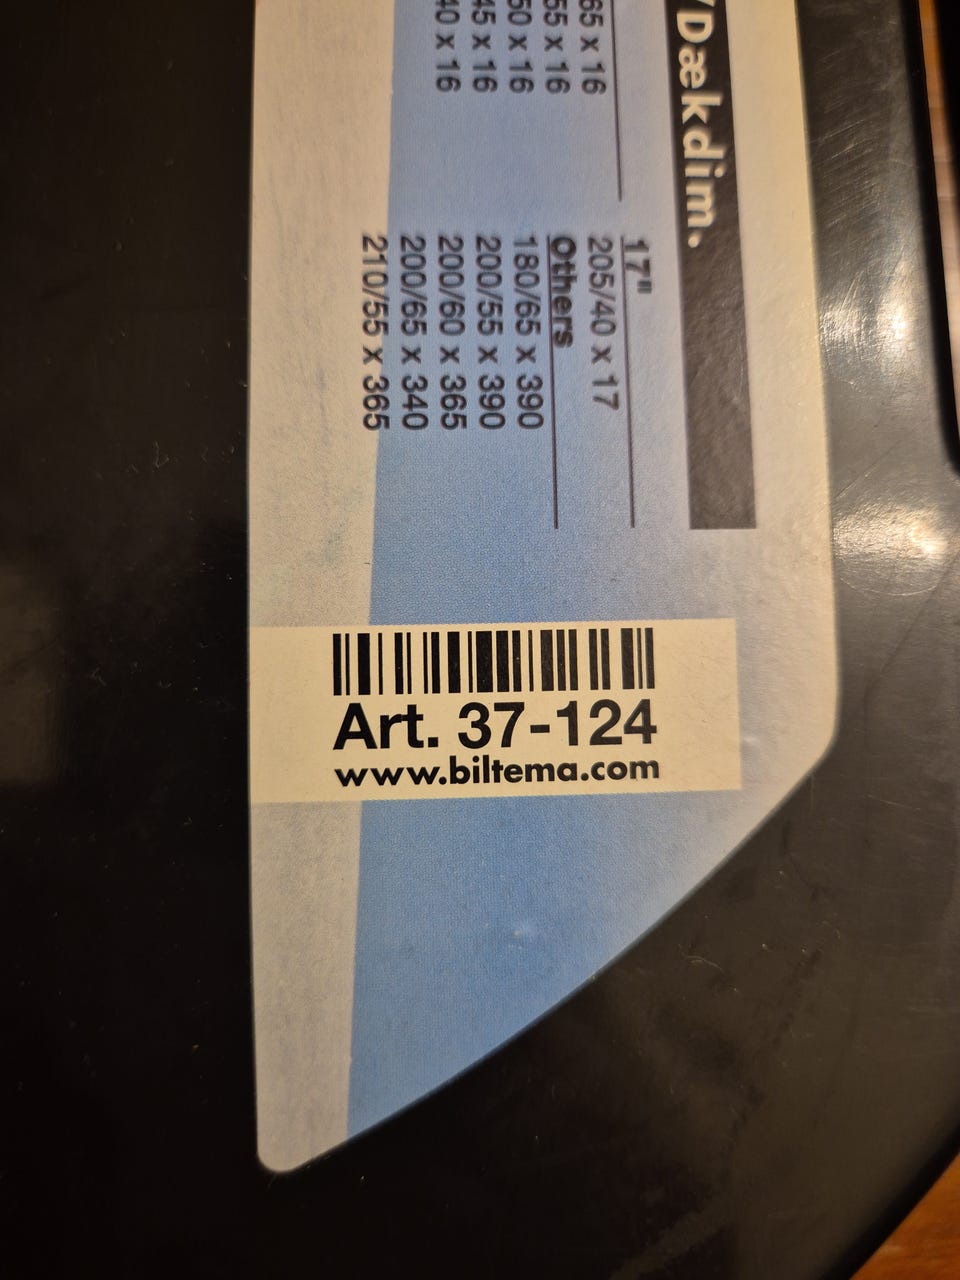 /Dækdim.
65 x 16
55 x 16
50 x 16
45 x 16
40 x 16
17"
205/40 x 17
Others
180/65 x 390
200/55 x 390
200/60 x 365
200/65 x 340
210/55 x 365
Art. 37-124
www.biltema.com